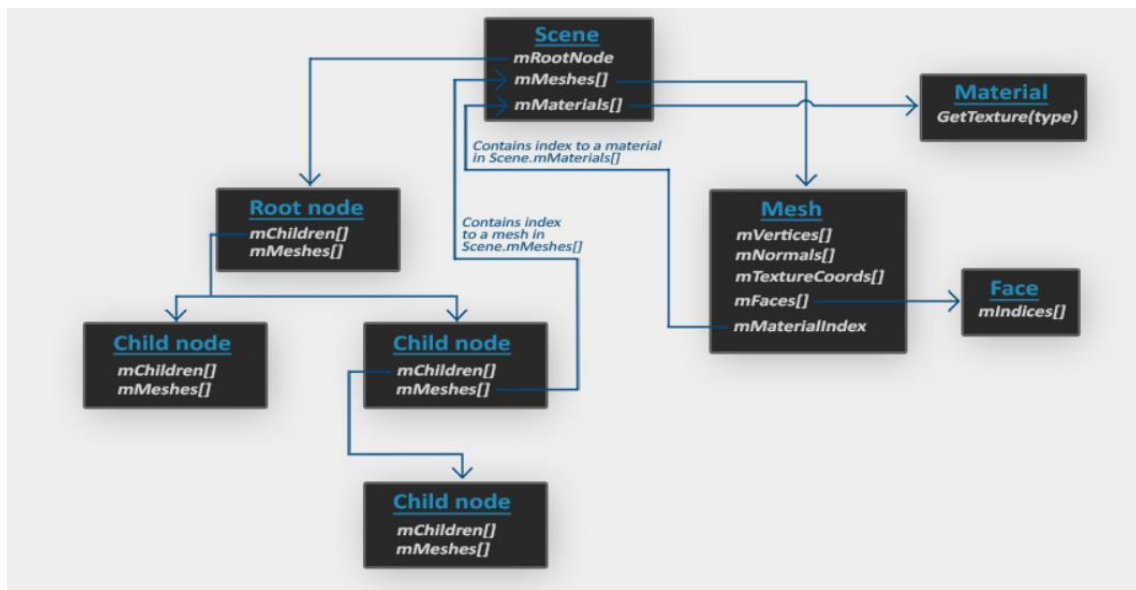 Scene
mRootNode
mMeshes[]
mMaterials[]
Material
GetTexture(type)
Contains index to a material
in Scene.mMaterials[]
Root node
mChildren[]
mMeshes[]
Contains index
to a mesh in
Scene.mMeshes[]
Mesh
mVertices[]
mNormals[]
mTextureCoords[]
mFaces[]
mMaterialIndex
Face
mIndices[]
Child node
mChildren[]
mMeshes[]
Child node
mChildren[]
mMeshes[]
Child node
mChildren[]
mMeshes[]